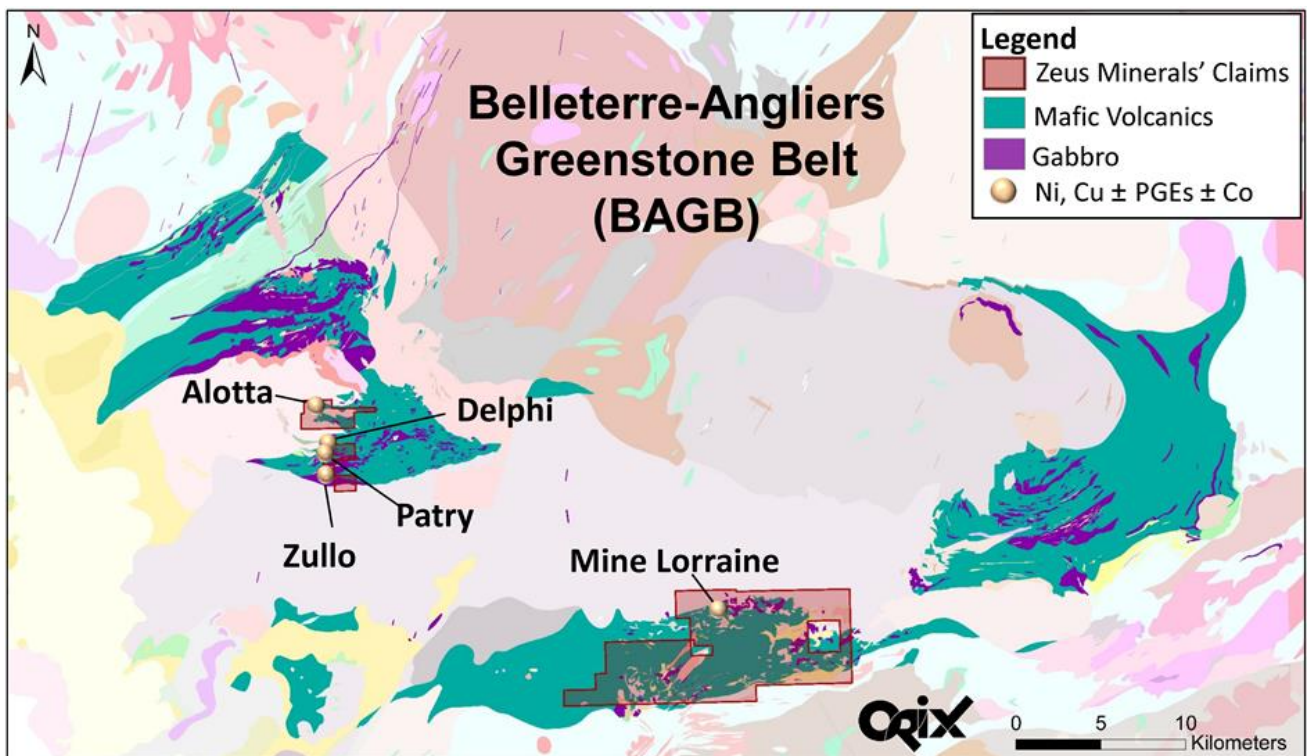 N
Belleterre-Angliers
Greenstone Belt
(BAGB)
Legend
Zeus Minerals’ Claims
Mafic Volcanics
Gabbro
Ni, Cu ± PGEs ± Co
Alotta
Delphi
Patry
Zullo
Mine Lorraine
ORIX
0 5 10
Kilometers